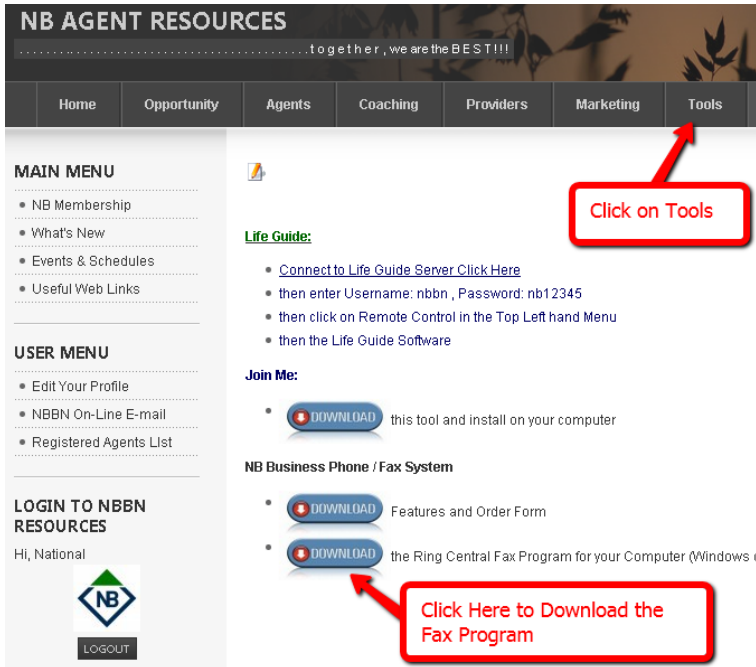 NB AGENT RESOURCES
..............................................together, we are the BEST!!!
Home Opportunity Agents Coaching Providers Marketing Tools
Click on Tools
MAIN MENU
NB Membership
What's New
Events & Schedules
Useful Web Links
USER MENU
Edit Your Profile
NBBN On-Line E-mail
Registered Agents LIst
LOGIN TO NBBN
RESOURCES
Hi, National
NB
LOGOUT
Life Guide:
Connect to Life Guide Server Click Here
then enter Username: nbbn , Password: nb12345
then click on Remote Control in the Top Left hand Menu
then the Life Guide Software
Join Me:
DOWNLOAD this tool and install on your computer
NB Business Phone / Fax System
DOWNLOAD Features and Order Form
DOWNLOAD the Ring Central Fax Program for your Computer (Windows
Click Here to Download the
Fax Program